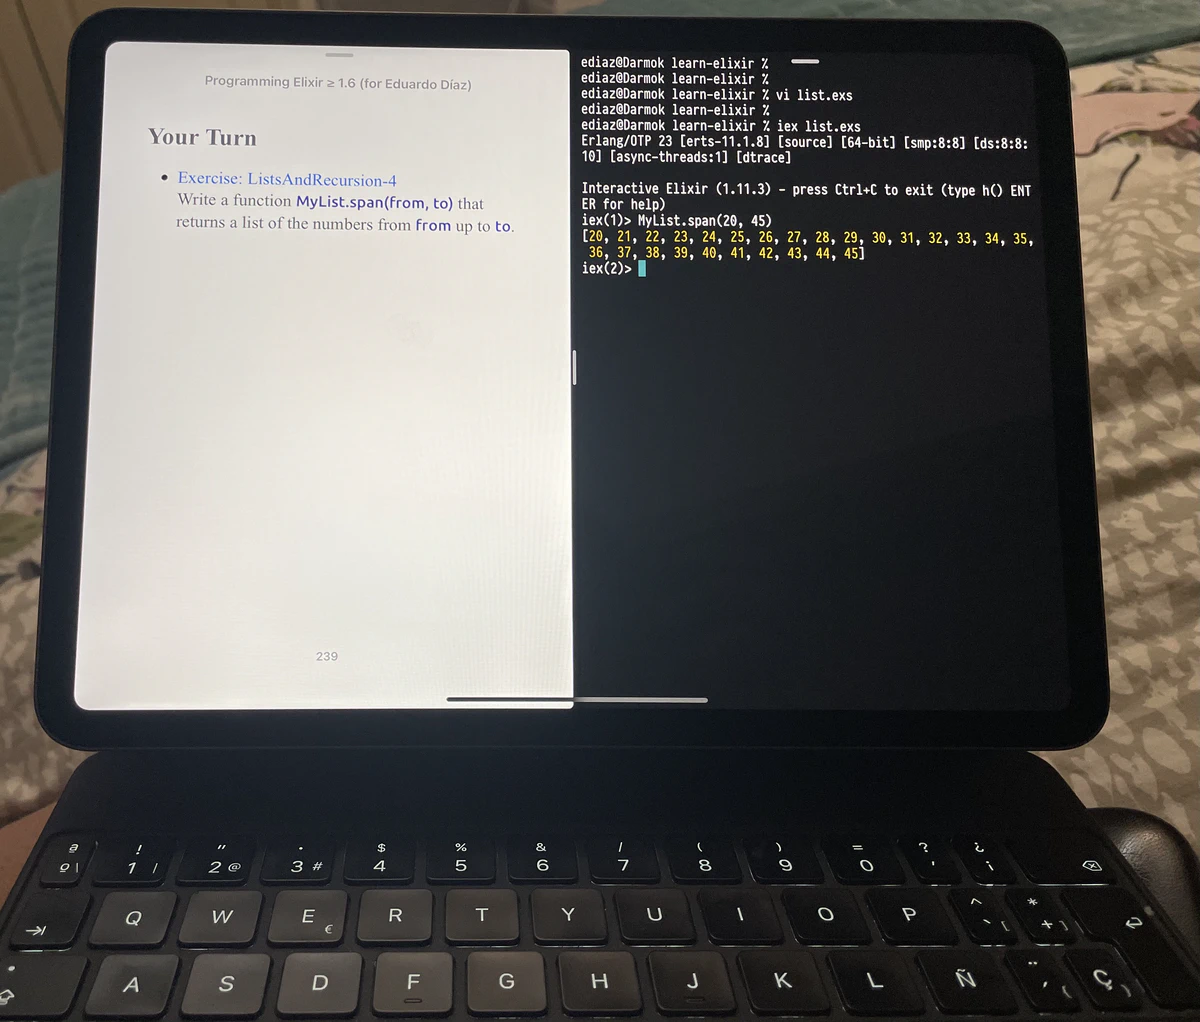 Programming Elixir ≥ 1.6 (for Eduardo Díaz)
Your Turn
• Exercise: ListsAndRecursion-4
Write a function MyList.span(from, to) that
returns a list of the numbers from from up to to.
239
ediaz@Darmok learn-elixir %
ediaz@Darmok learn-elixir %
ediaz@Darmok learn-elixir % vi list.exs
ediaz@Darmok learn-elixir %
ediaz@Darmok learn-elixir % iex list.exs
Erlang/OTP 23 [erts-11.1.8] [source] [64-bit] [smp:8:8] [ds:8:8:
10] [async-threads:1] [dtrace]
Interactive Elixir (1.11.3) - press Ctrl+C to exit (type h() ENT
ER for help)
iex(1)> MyList.span(20, 45)
[20, 21, 22, 23, 24, 25, 26, 27, 28, 29, 30, 31, 32, 33, 34, 35,
36, 37, 38, 39, 40, 41, 42, 43, 44, 45]
iex(2)>
ª ! " · $ % & / ( ) = ? ¿
º \ 1 | 2 @ 3 # 4 5 6 7 8 9 0 ' ¡
Q W E € R T Y U I O P ^ ` [ * + ]
A S D F G H J K L Ñ ¨ ´ { Ç }